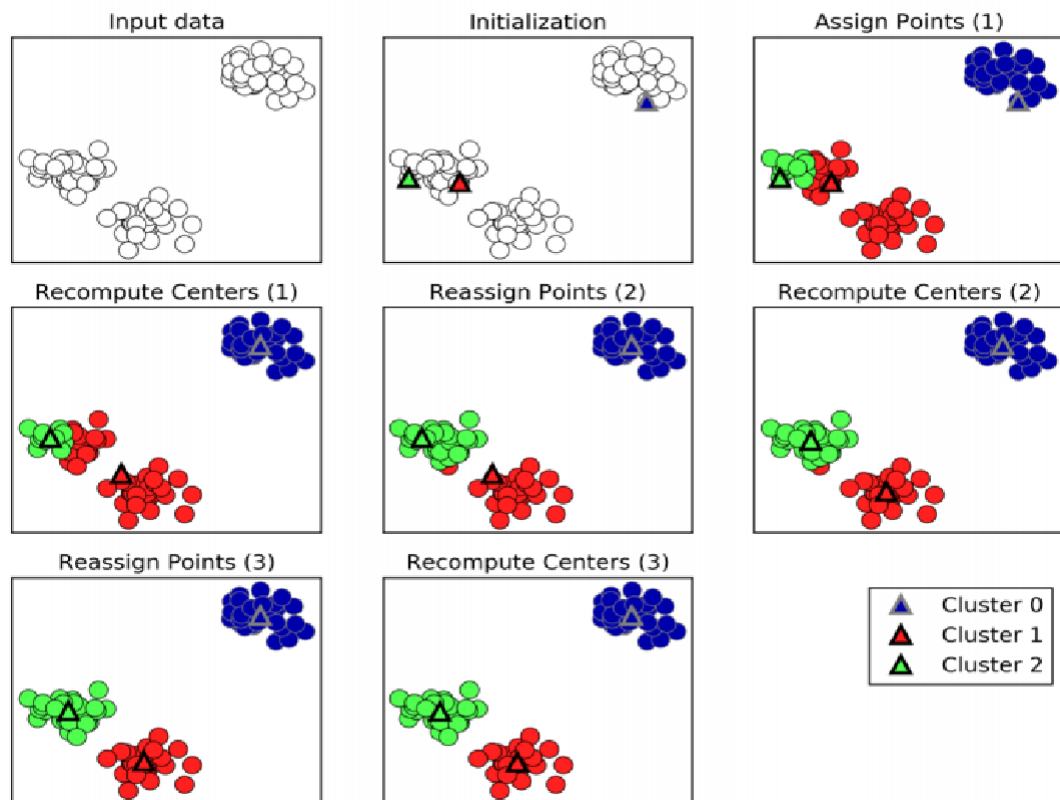 Input data
Initialization
Assign Points (1)
Recompute Centers (1)
Reassign Points (2)
Recompute Centers (2)
Reassign Points (3)
Recompute Centers (3)
Cluster 0
Cluster 1
Cluster 2